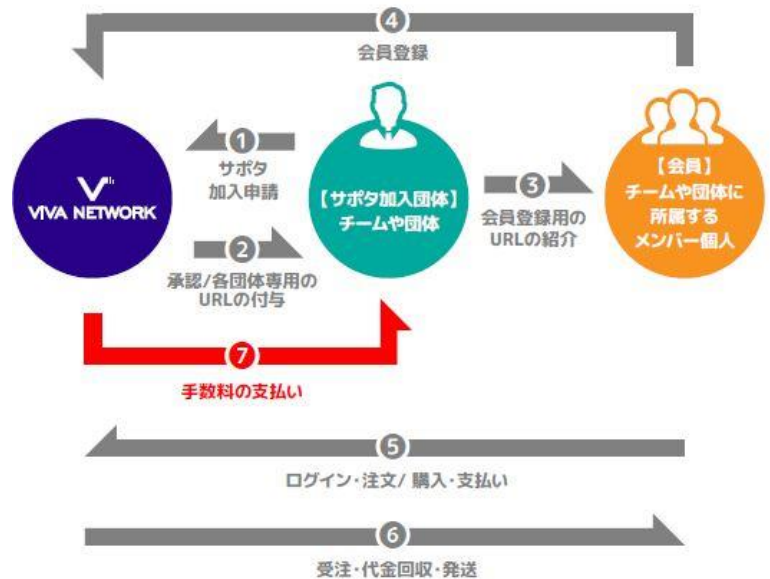 4
会員登録
1
サポタ
加入申請
VIVA NETWORK
【サポタ加入団体】
チームや団体
3
会員登録用の
URLの紹介
【会員】
チームや団体に
所属する
メンバー個人
2
承認/各団体専用の
URLの付与
7
手数料の支払い
5
ログイン・注文/ 購入・支払い
6
受注・代金回収・発送